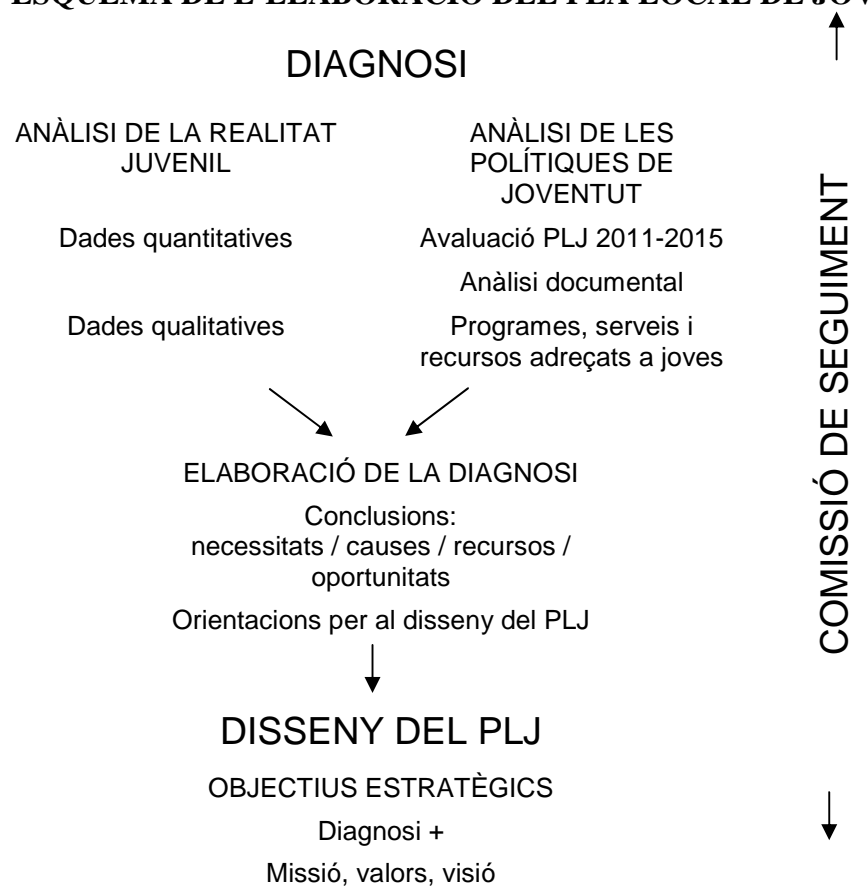 DIAGNOSI
ANÀLISI DE LA REALITAT
JUVENIL
Dades quantitatives
Dades qualitatives
ANÀLISI DE LES
POLÍTIQUES DE
JOVENTUT
Avaluació PLJ 2011-2015
Anàlisi documental
Programes, serveis i
recursos adreçats a joves
ELABORACIÓ DE LA DIAGNOSI
Conclusions:
necessitats / causes / recursos /
oportunitats
Orientacions per al disseny del PLJ
DISSENY DEL PLJ
OBJECTIUS ESTRATÈGICS
Diagnosi +
Missió, valors, visió
COMISSIÓ DE SEGUIMENT